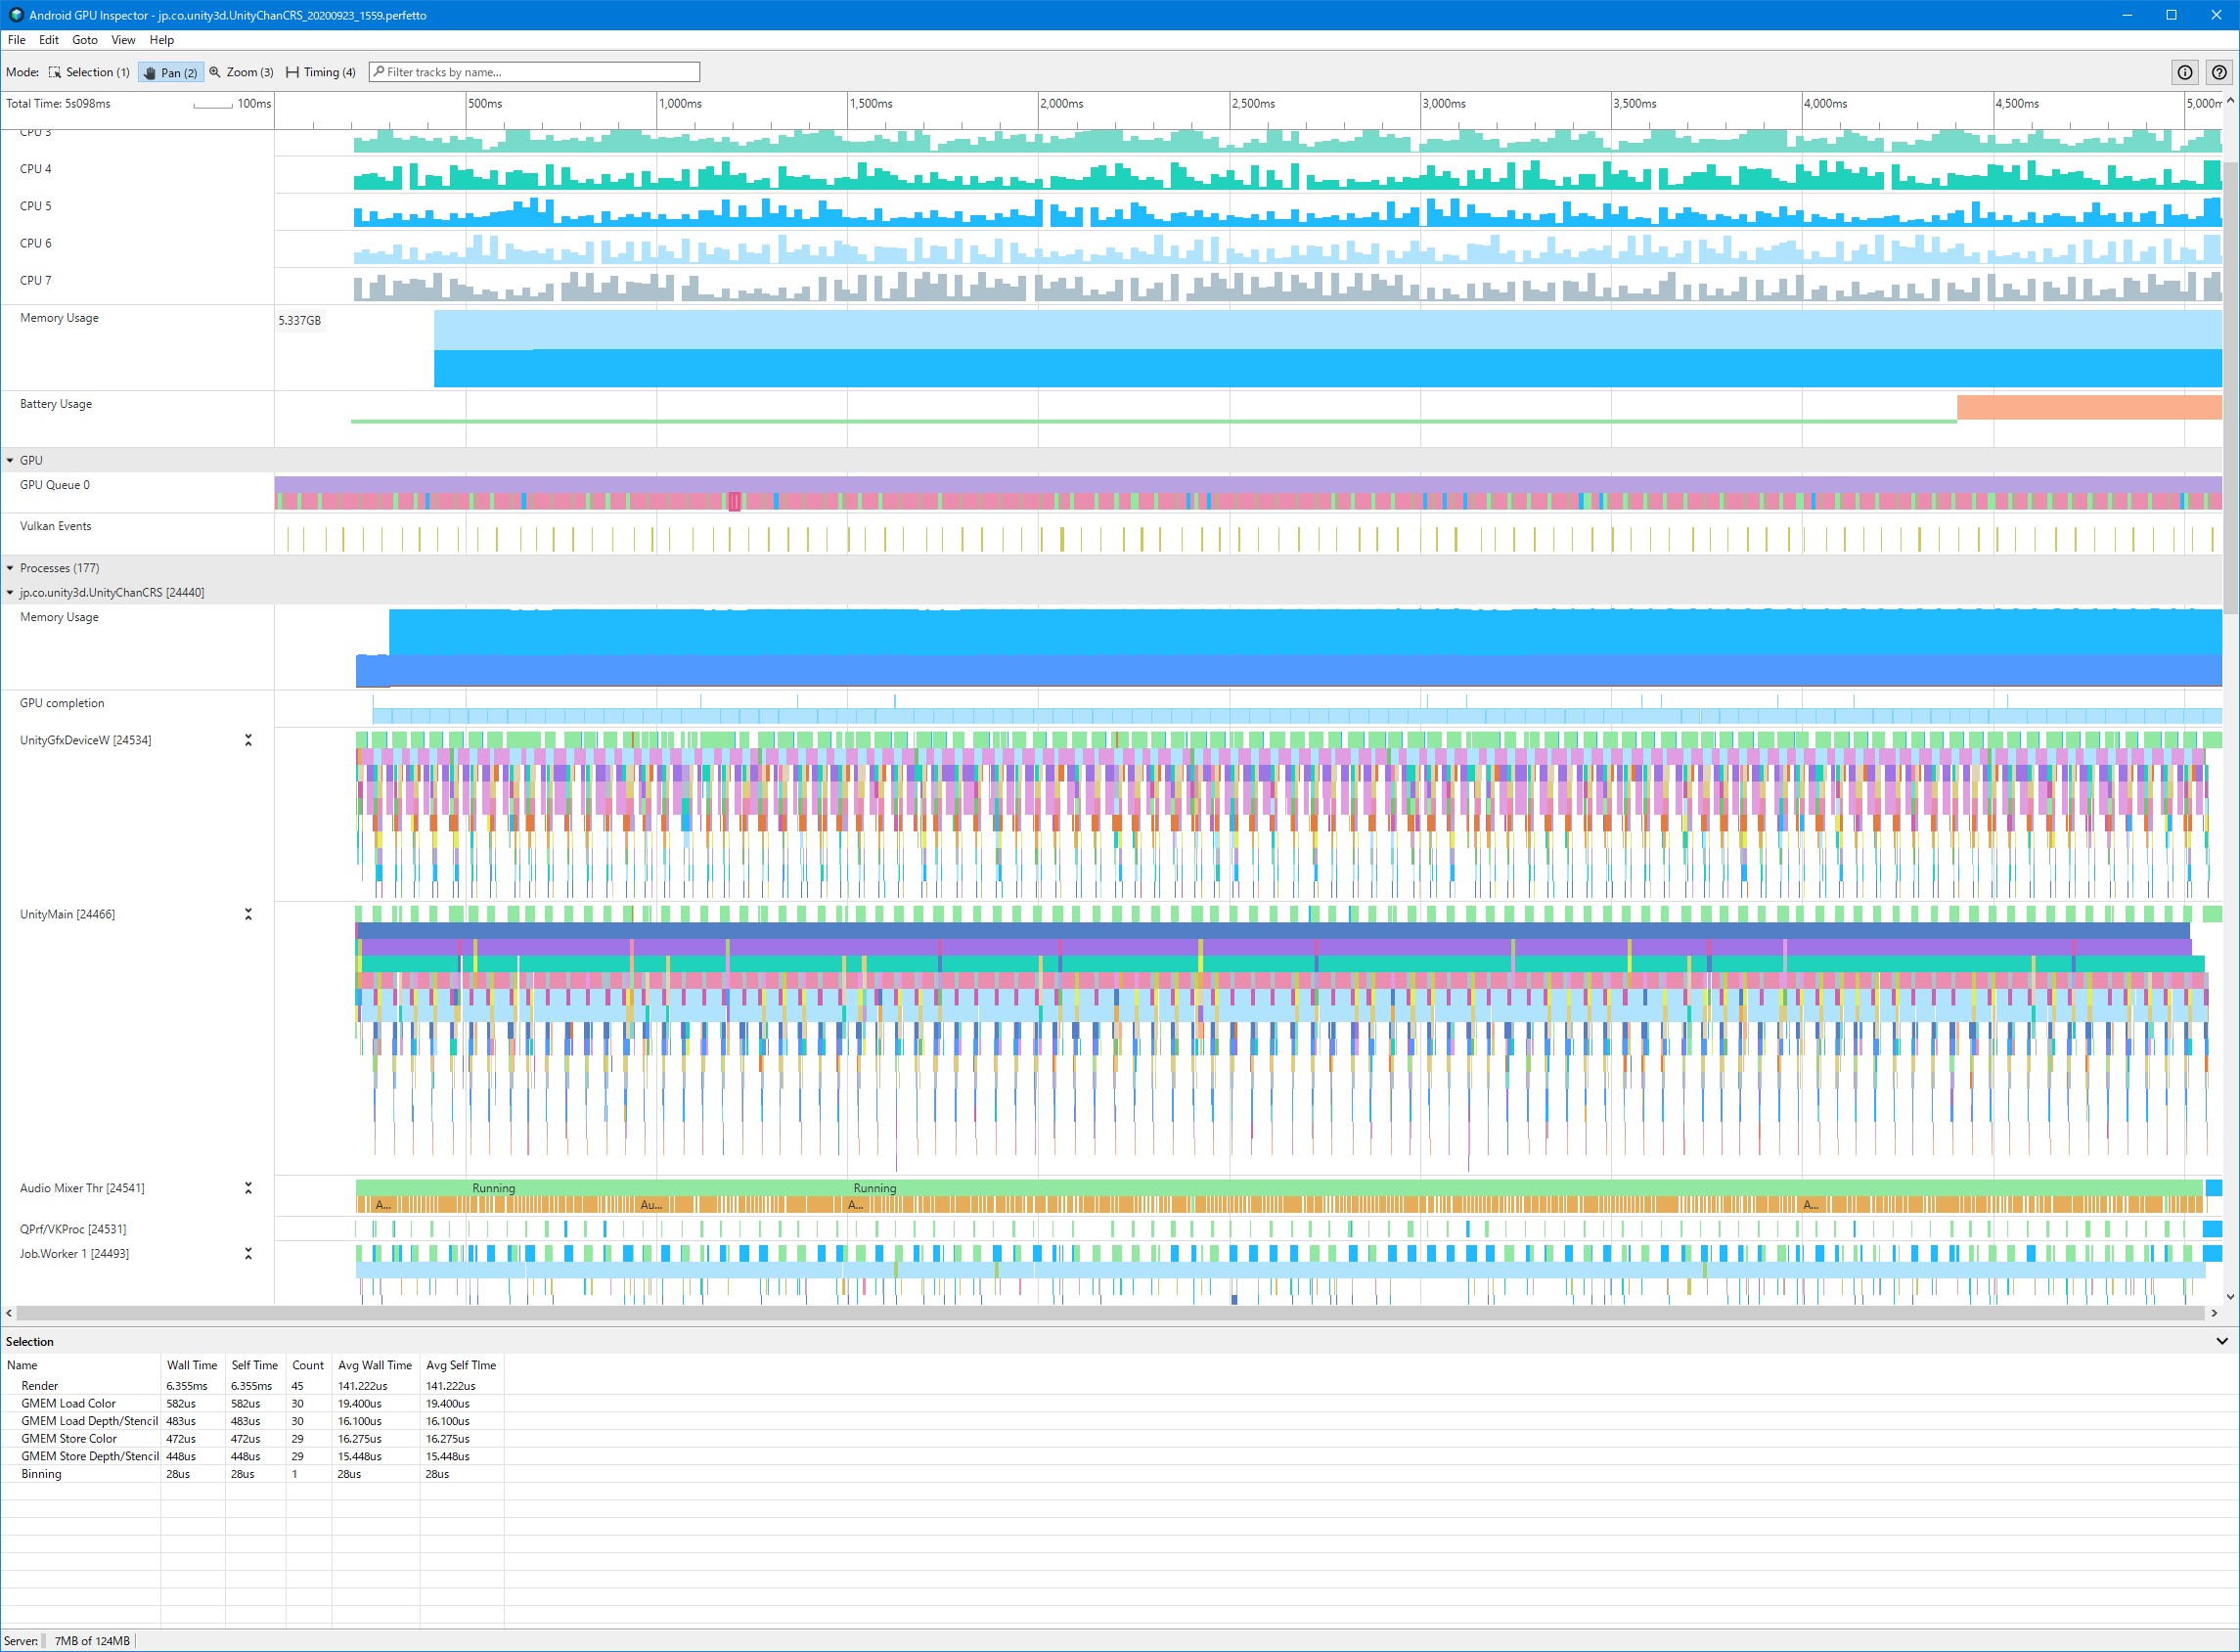 Android GPU Inspector - jp.co.unity3d.UnityChanCRS_20200923_1559.perfetto
File Edit Goto View Help
Mode: Selection (1) Pan (2) Zoom (3) Timing (4) Filter tracks by name...
Total Time: 5s098ms 100ms 500ms 1,000ms 1,500ms 2,000ms 2,500ms 3,000ms 3,500ms 4,000ms 4,500ms 5,000m
CPU 3
CPU 4
CPU 5
CPU 6
CPU 7
Memory Usage 5.337GB
Battery Usage
GPU
GPU Queue 0
Vulkan Events
Processes (177)
jp.co.unity3d.UnityChanCRS [24440]
Memory Usage
GPU completion
UnityGfxDeviceW [24534]
UnityMain [24466]
Audio Mixer Thr [24541] Running Running
A... Au... A... A...
QPrf/VKProc [24531]
Job.Worker 1 [24493]
Selection
Name Wall Time Self Time Count Avg Wall Time Avg Self TIme
Render 6.355ms 6.355ms 45 141.222us 141.222us
GMEM Load Color 582us 582us 30 19.400us 19.400us
GMEM Load Depth/Stencil 483us 483us 30 16.100us 16.100us
GMEM Store Color 472us 472us 29 16.275us 16.275us
GMEM Store Depth/Stencil 448us 448us 29 15.448us 15.448us
Binning 28us 28us 1 28us 28us
Server: 7MB of 124MB